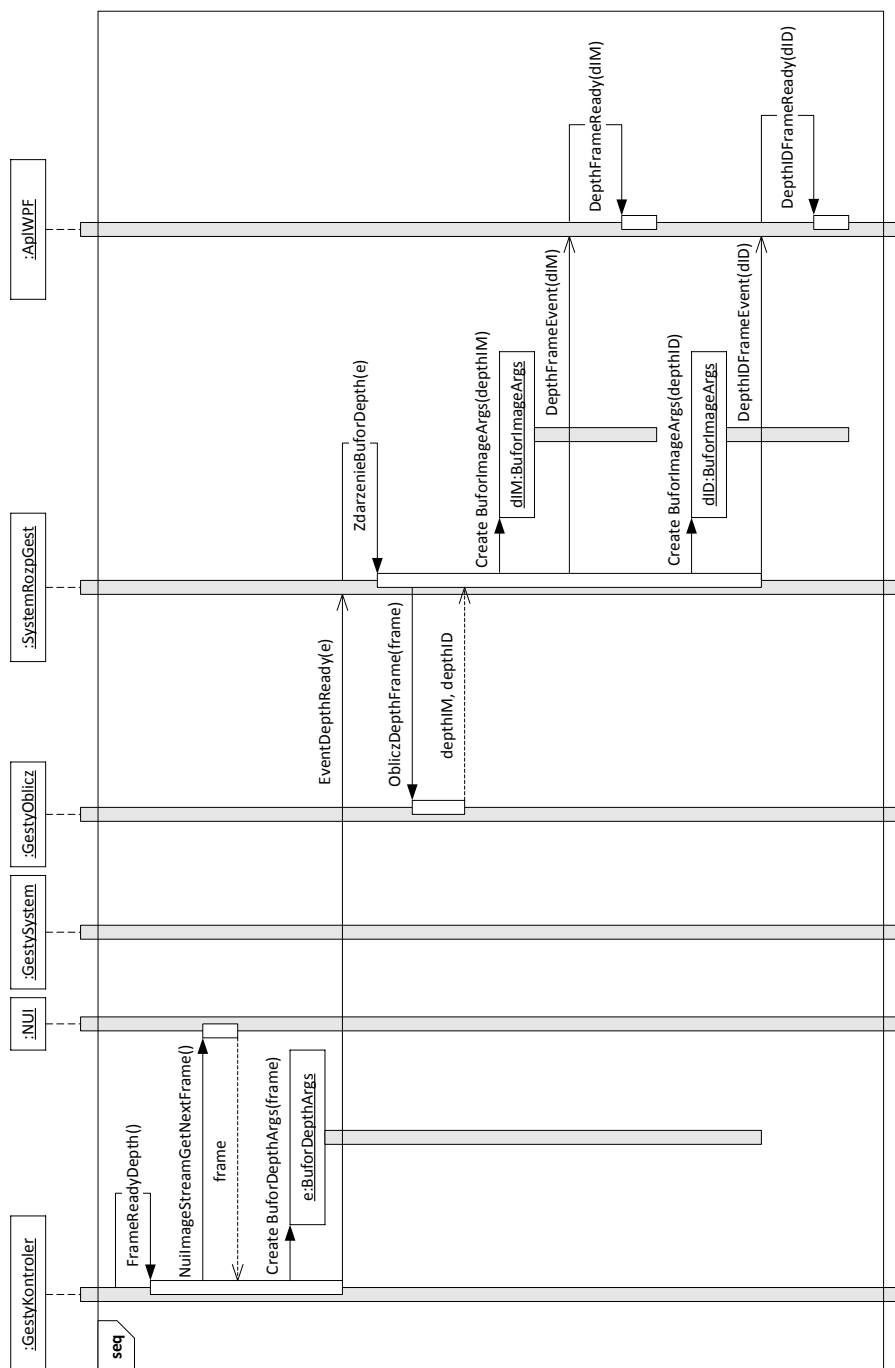 seq
:GestyKontroler
:NUI
:GestySystem
:GestyOblicz
:SystemRozpGest
:AplWPF
FrameReadyDepth()
NuiImageStreamGetNextFrame()
frame
Create BuforDepthArgs(frame)
e:BuforDepthArgs
EventDepthReady(e)
ZdarzenieBuforDepth(e)
ObliczDepthFrame(frame)
depthIM, depthID
Create BuforImageArgs(depthIM)
dIM:BuforImageArgs
DepthFrameEvent(dIM)
DepthFrameReady(dIM)
Create BuforImageArgs(depthID)
dID:BuforImageArgs
DepthIDFrameEvent(dID)
DepthIDFrameReady(dID)